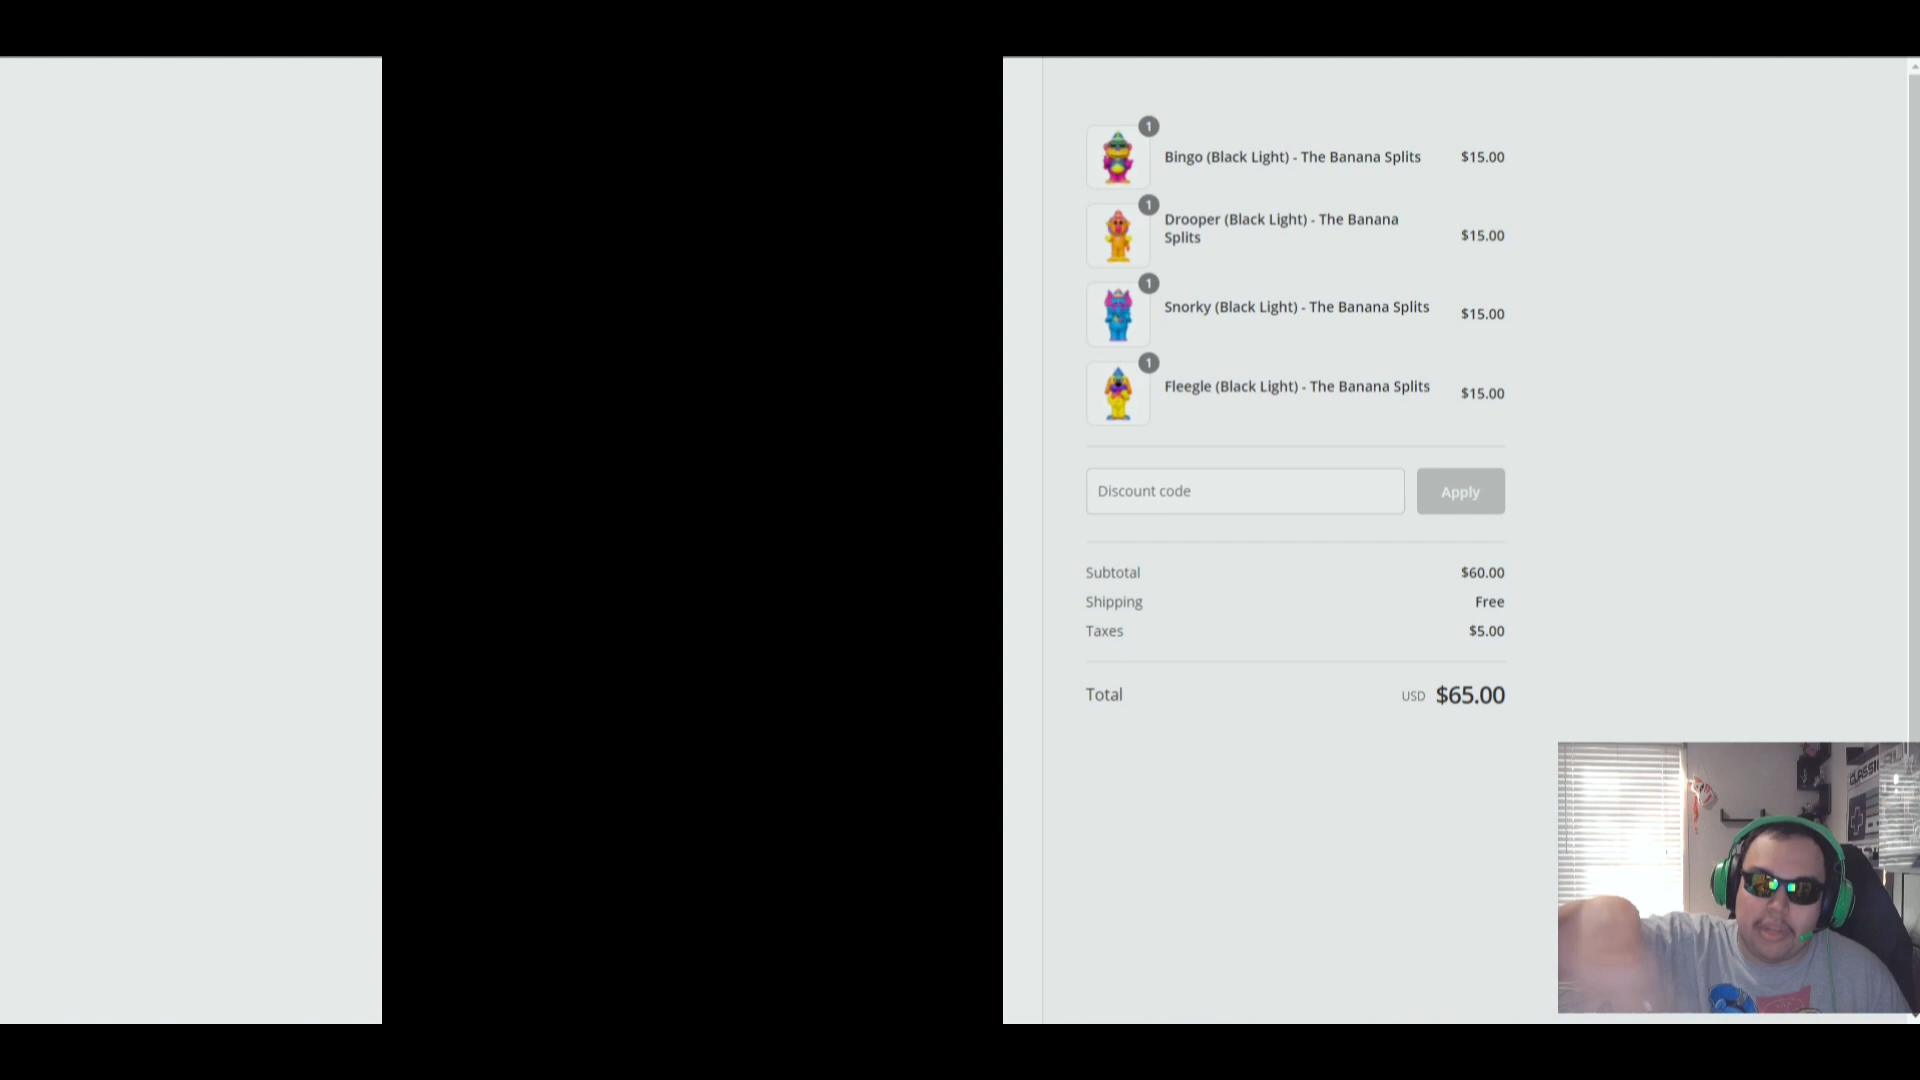 1
Bingo (Black Light) - The Banana Splits $15.00
1
Drooper (Black Light) - The Banana
Splits
$15.00
1
Snorky (Black Light) - The Banana Splits $15.00
1
Fleegle (Black Light) - The Banana Splits $15.00
Discount code Apply
Subtotal $60.00
Shipping Free
Taxes $5.00
Total USD $65.00